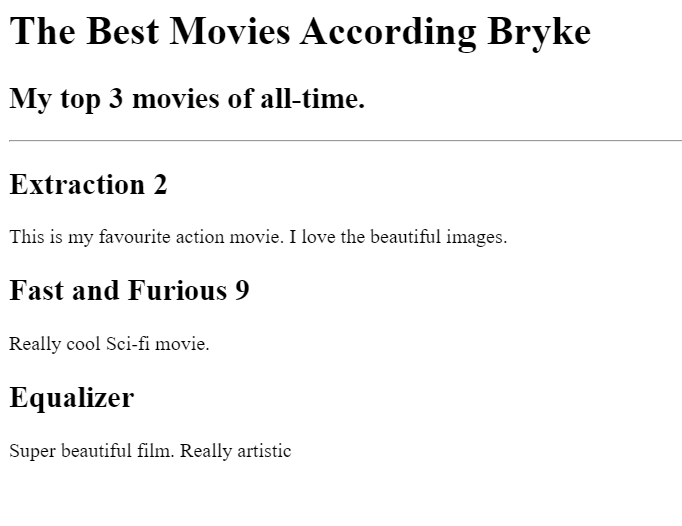 The Best Movies According Bryke
My top 3 movies of all-time.
Extraction 2
This is my favourite action movie. I love the beautiful images.
Fast and Furious 9
Really cool Sci-fi movie.
Equalizer
Super beautiful film. Really artistic